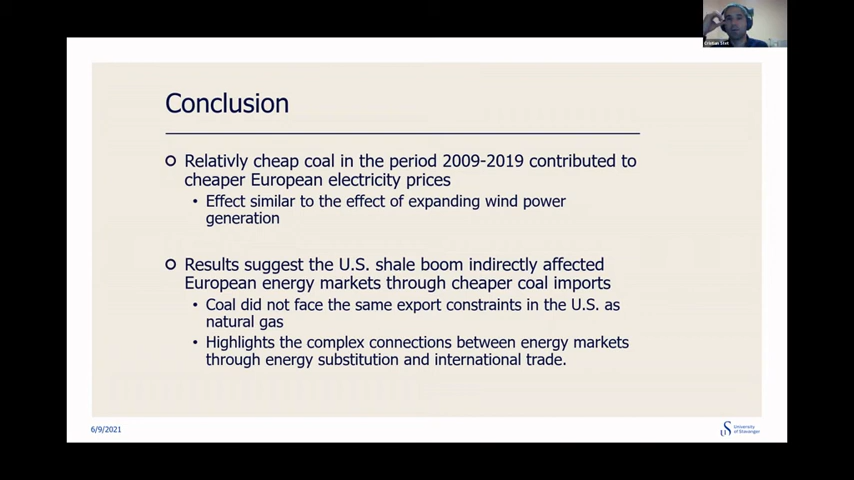 Cristian Stet
Conclusion
Relativly cheap coal in the period 2009-2019 contributed to
cheaper European electricity prices
• Effect similar to the effect of expanding wind power
generation
Results suggest the U.S. shale boom indirectly affected
European energy markets through cheaper coal imports
• Coal did not face the same export constraints in the U.S. as
natural gas
• Highlights the complex connections between energy markets
through energy substitution and international trade.
6/9/2021
University
of Stavanger